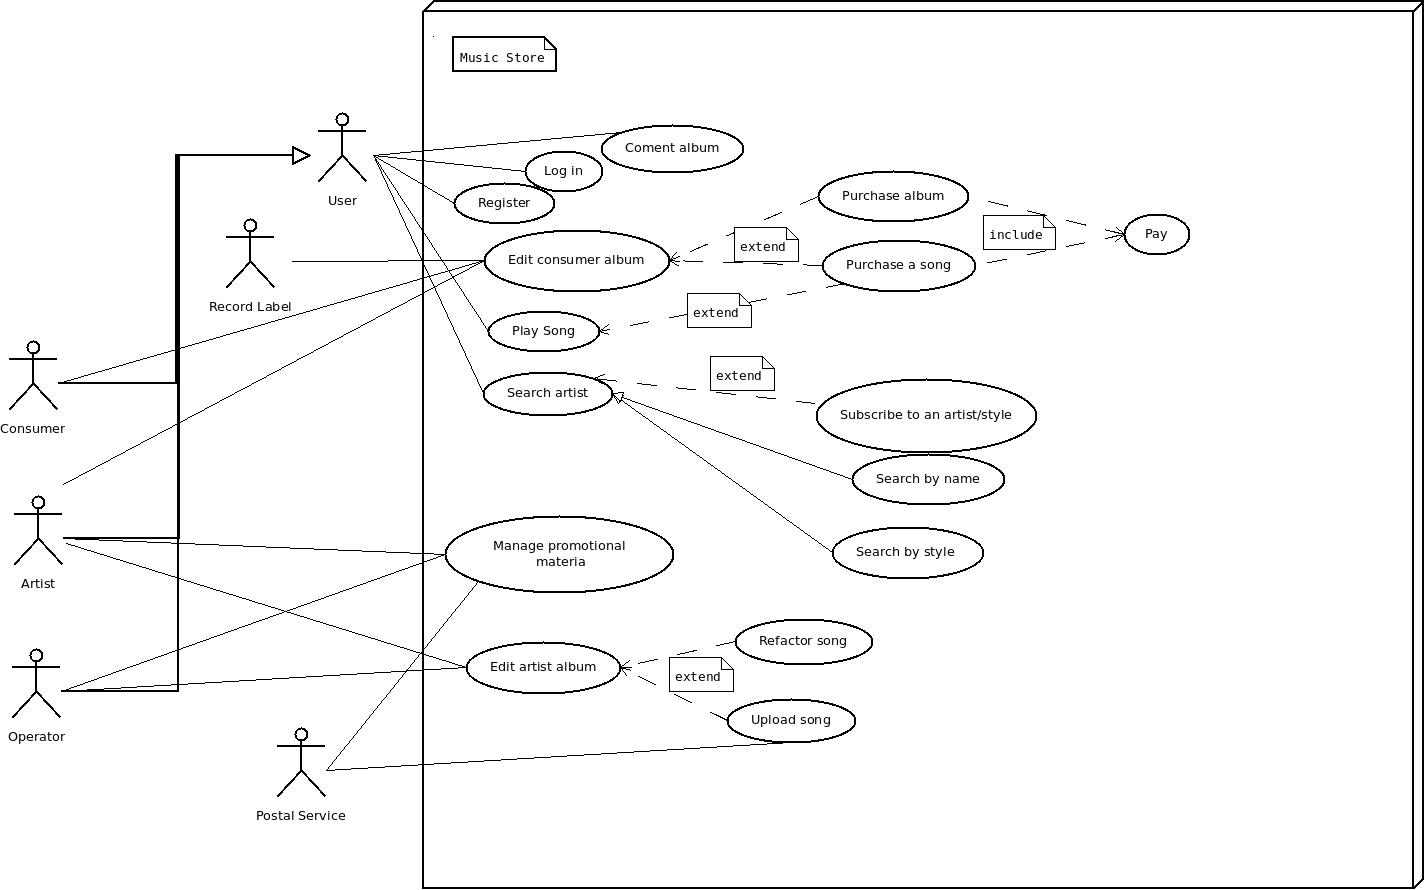 Music Store
Coment album
Log in
Purchase album
User
Register
include
Pay
extend
Edit consumer album
Purchase a song
Record Label
extend
Play Song
extend
Search artist
Subscribe to an artist/style
Consumer
Search by name
Manage promotional
materia
Search by style
Artist
Refactor song
Edit artist album
extend
Upload song
Operator
Postal Service